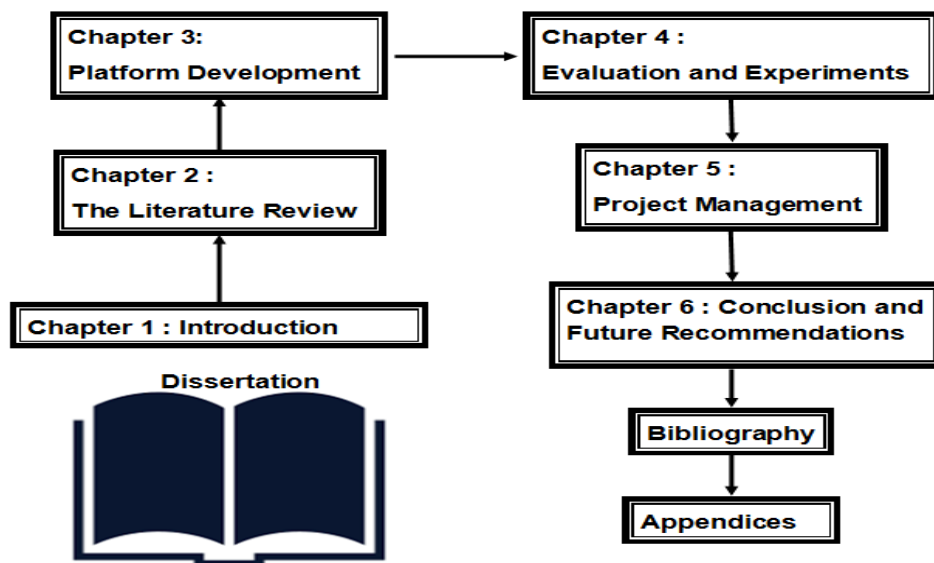 Chapter 3:
Platform Development
Chapter 4 :
Evaluation and Experiments
Chapter 2 :
The Literature Review
Chapter 5 :
Project Management
Chapter 1 : Introduction
Chapter 6 : Conclusion and
Future Recommendations
Dissertation
Bibliography
Appendices